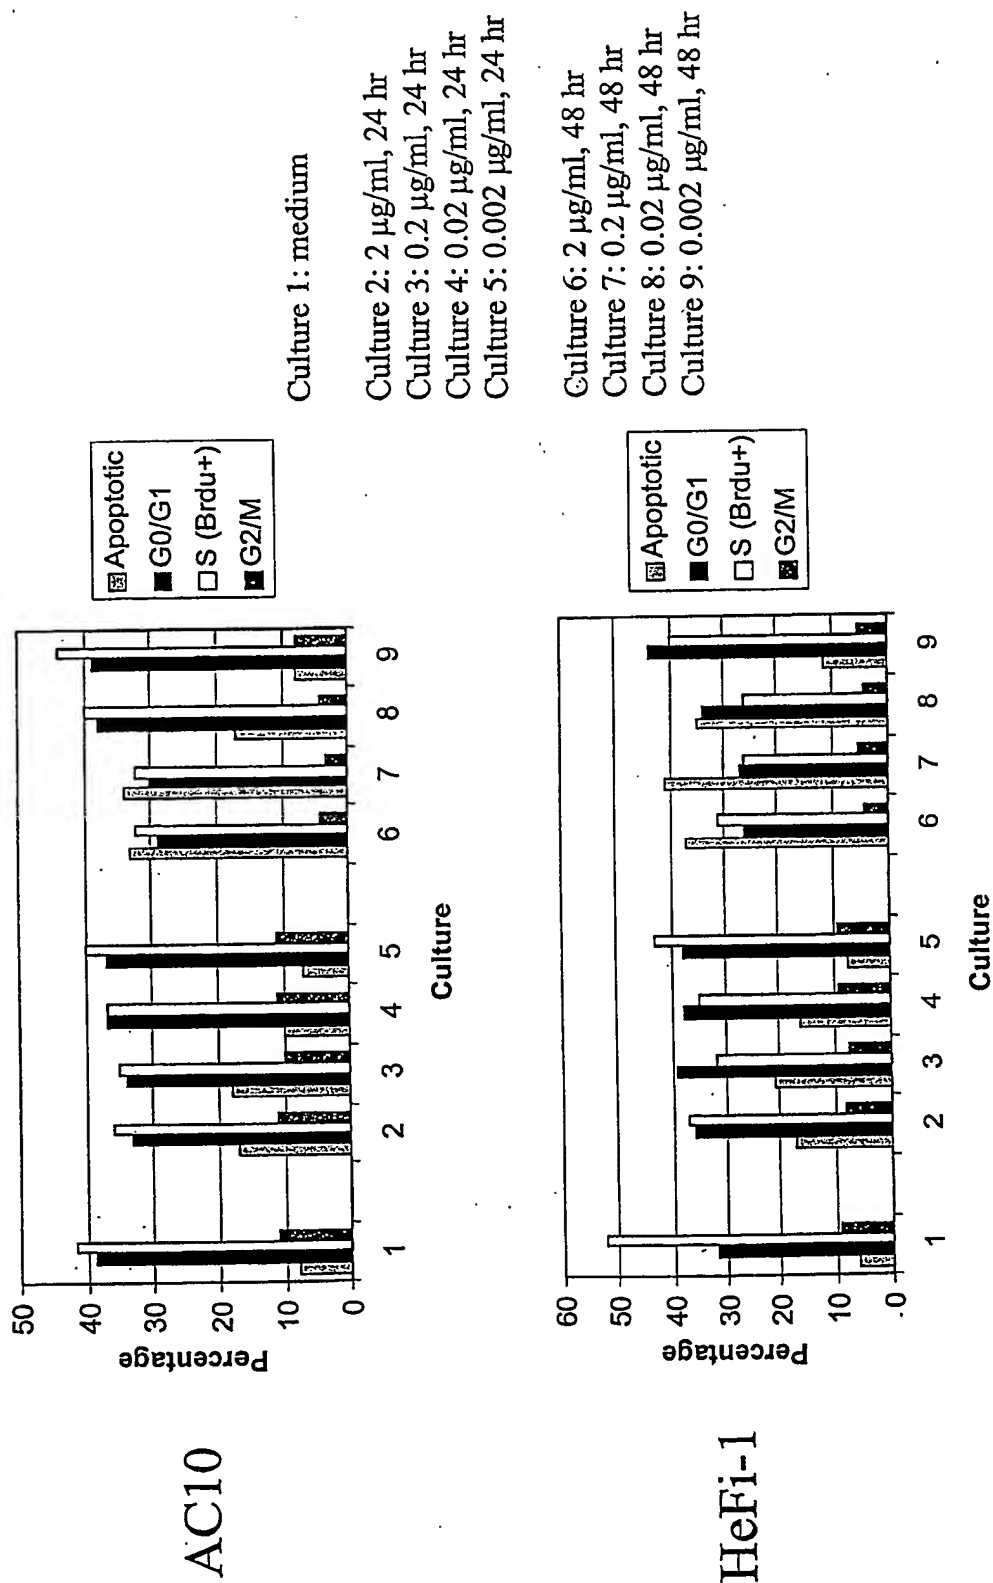 AC10
Percentage
50
40
30
20
10
0
1 2 3 4 5 6 7 8 9
Culture
Apoptotic
G0/G1
S (Brdu+)
G2/M
HeFi-1
Percentage
60
50
40
30
20
10
0
1 2 3 4 5 6 7 8 9
Culture
Apoptotic
G0/G1
S (Brdu+)
G2/M
Culture 1: medium
Culture 2: 2 µg/ml, 24 hr
Culture 3: 0.2 µg/ml, 24 hr
Culture 4: 0.02 µg/ml, 24 hr
Culture 5: 0.002 µg/ml, 24 hr
Culture 6: 2 µg/ml, 48 hr
Culture 7: 0.2 µg/ml, 48 hr
Culture 8: 0.02 µg/ml, 48 hr
Culture 9: 0.002 µg/ml, 48 hr